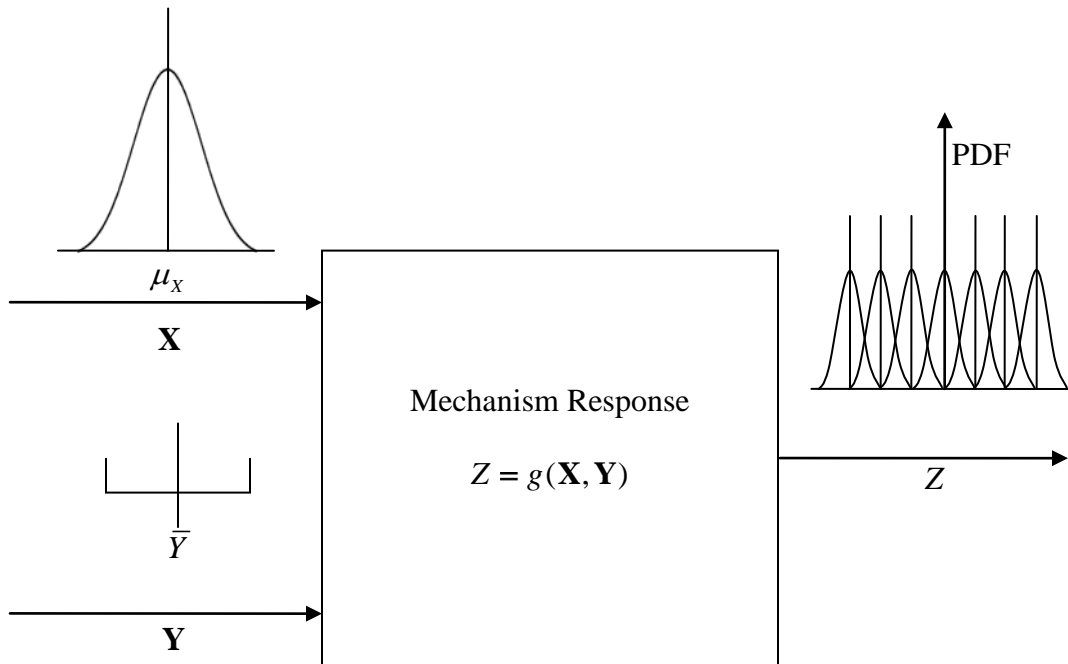 PDF
μ_X
X
Mechanism Response
Z = g(X, Y)
Z
Y̅
Y